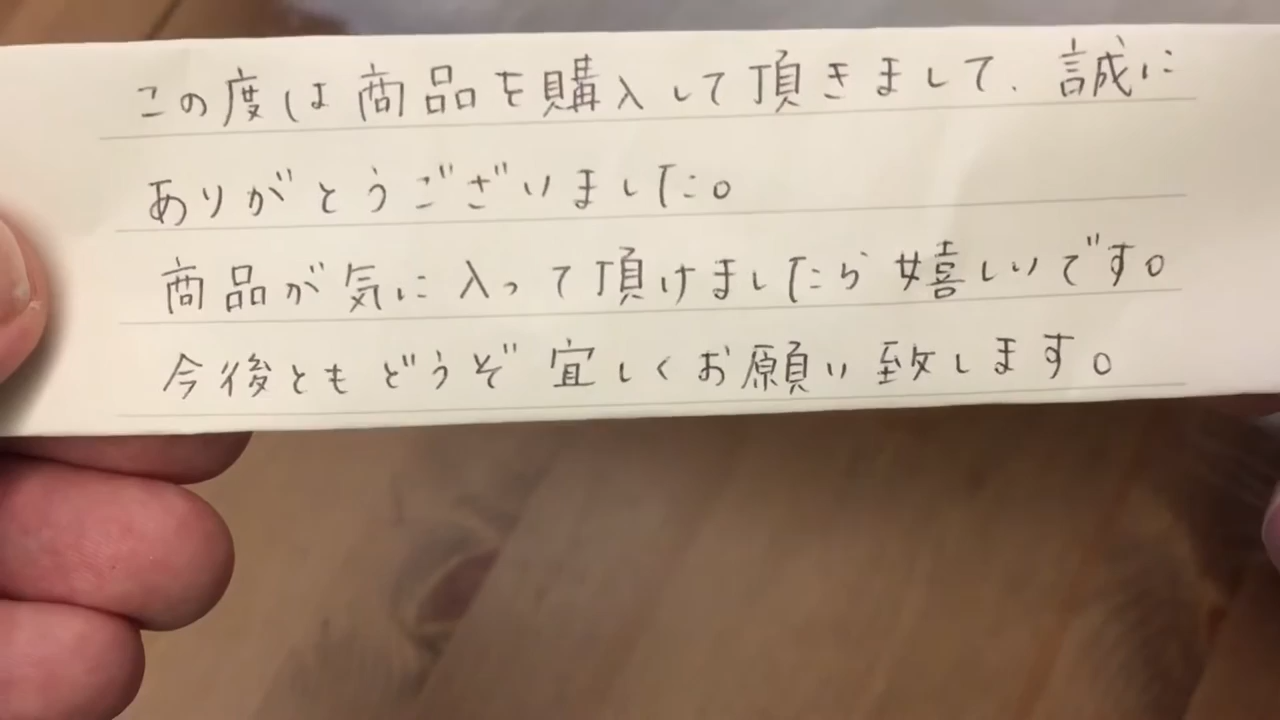 この度は商品を購入して頂きまして、誠に
ありがとうございました。
商品が気に入って頂けましたら嬉しいです。
今後ともどうぞ宜しくお願い致します。